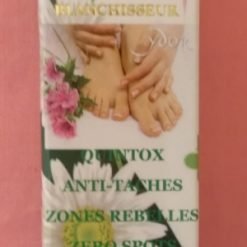 BLANCHISSEUR
QUINTOX
ANTI-TACHES
ZONES REBELLES
ZERO SPOTS